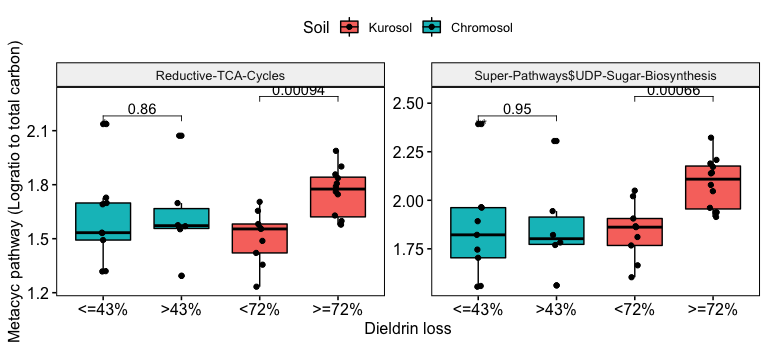 Soil Kurosol Chromosol
Reductive-TCA-Cycles
Super-Pathways$UDP-Sugar-Biosynthesis
Metacyc pathway (Logratio to total carbon)
2.1
1.8
1.5
1.2
0.86
0.00094
2.50
2.25
2.00
1.75
0.95
0.00066
<=43% >43% <72% >=72%
<=43% >43% <72% >=72%
Dieldrin loss